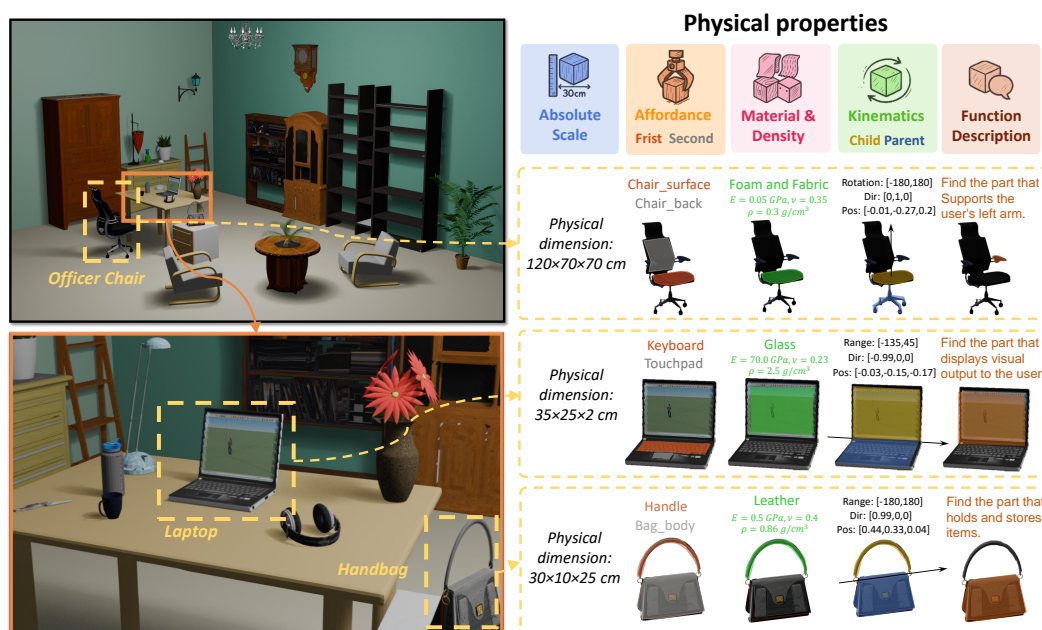 Physical properties
30cm
Absolute
Scale
Affordance
Frist Second
Material &
Density
Kinematics
Child Parent
Function
Description
Officer Chair
Physical
dimension:
120×70×70 cm
Chair_surface
Chair_back
Foam and Fabric
E = 0.05 GPa, ν = 0.35
ρ = 0.3 g/cm³
Rotation: [-180,180]
Dir: [0,1,0]
Pos: [-0.01,-0.27,0.2]
Find the part that
Supports the
user's left arm.
Laptop
Physical
dimension:
35×25×2 cm
Keyboard
Touchpad
Glass
E = 70.0 GPa, ν = 0.23
ρ = 2.5 g/cm³
Range: [-135,45]
Dir: [-0.99,0,0]
Pos: [-0.03,-0.15,-0.17]
Find the part that
displays visual
output to the user
Handbag
Physical
dimension:
30×10×25 cm
Handle
Bag_body
Leather
E = 0.5 GPa, ν = 0.4
ρ = 0.86 g/cm³
Range: [-180,180]
Dir: [0.99,0,0]
Pos: [0.44,0.33,0.04]
Find the part that
holds and stores
items.